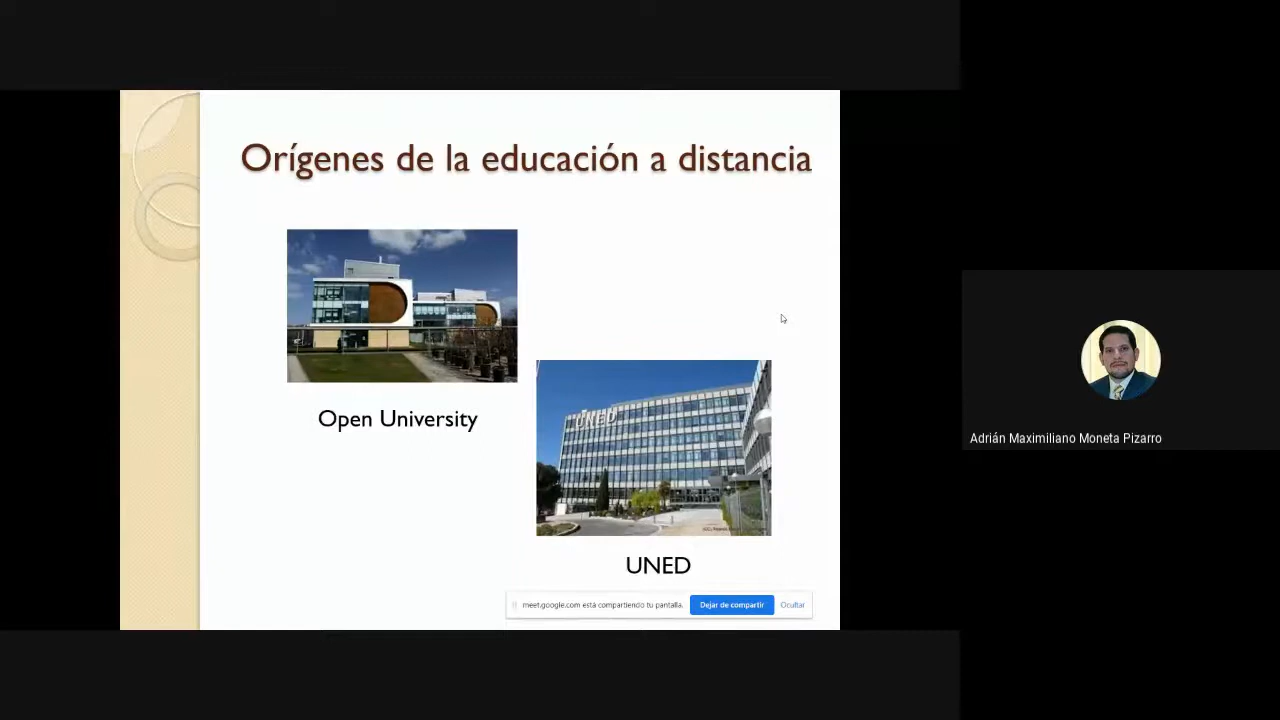 Orígenes de la educación a distancia
UNED
Open University
UNED
meet.google.com está compartiendo tu pantalla.
Dejar de compartir
Ocultar
Adrián Maximiliano Moneta Pizarro